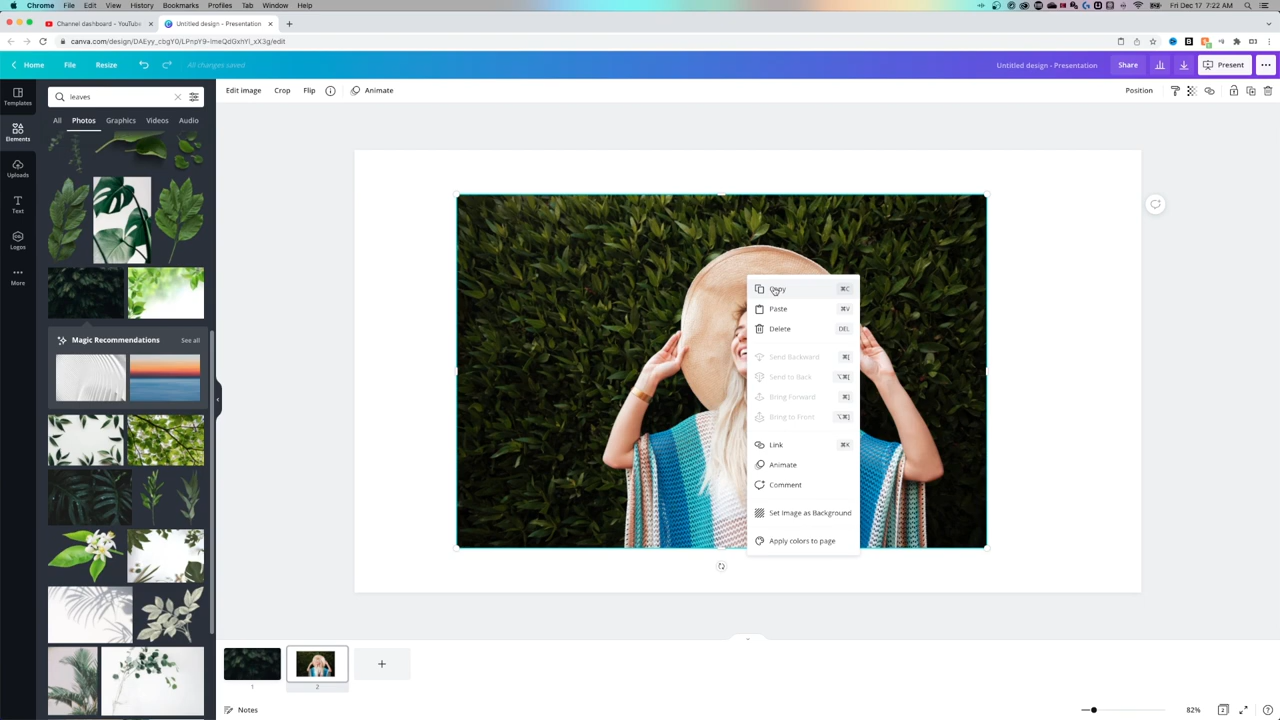 Chrome File Edit View History Bookmarks Profiles Tab Window Help
Fri Dec 17 7:22 AM
Channel dashboard - YouTube
Untitled design - Presentation
canva.com/design/DAEyy_cbgY0/LPnpY9-ImeQdGxhYl_xX3g/edit
Home File Resize All changes saved
Untitled design - Presentation Share Present
leaves
Edit image Crop Flip Animate Position
Templates
Elements
Uploads
Text
Logos
More
All Photos Graphics Videos Audio
Magic Recommendations See all
Copy ⌘C
Paste ⌘V
Delete DEL
Send Backward ⌘[
Send to Back ⌥⌘[
Bring Forward ⌘]
Bring to Front ⌥⌘]
Link ⌘K
Animate
Comment
Set Image as Background
Apply colors to page
1
2
Notes
82%
2